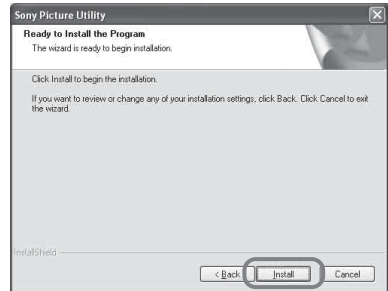 Sony Picture Utility
Ready to Install the Program
The wizard is ready to begin installation.
Click Install to begin the installation.
If you want to review or change any of your installation settings, click Back. Click Cancel to exit
the wizard.
InstallShield
< Back Install Cancel